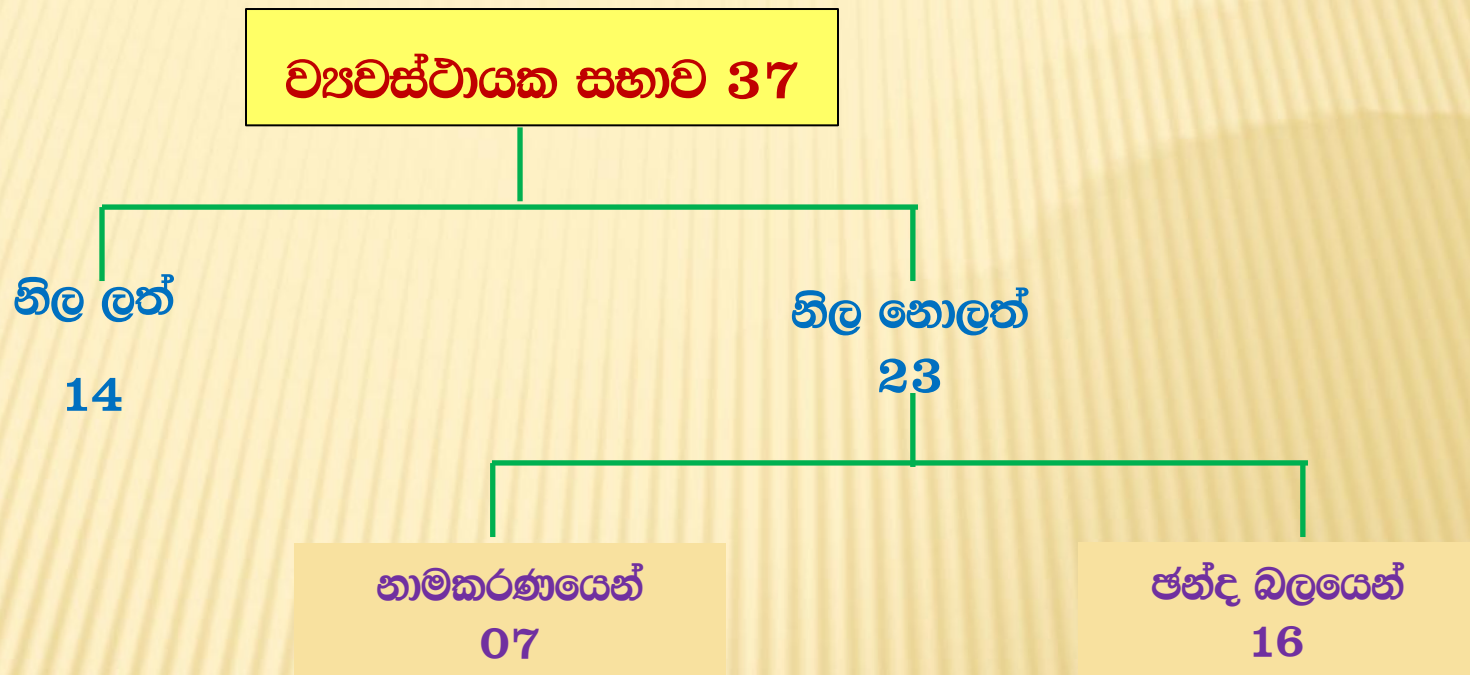 ව්‍යවස්ථායක සභාව 37
නිල ලත්
14
නිල නොලත්
23
නාමකරණයෙන්
07
ඡන්ද බලයෙන්
16